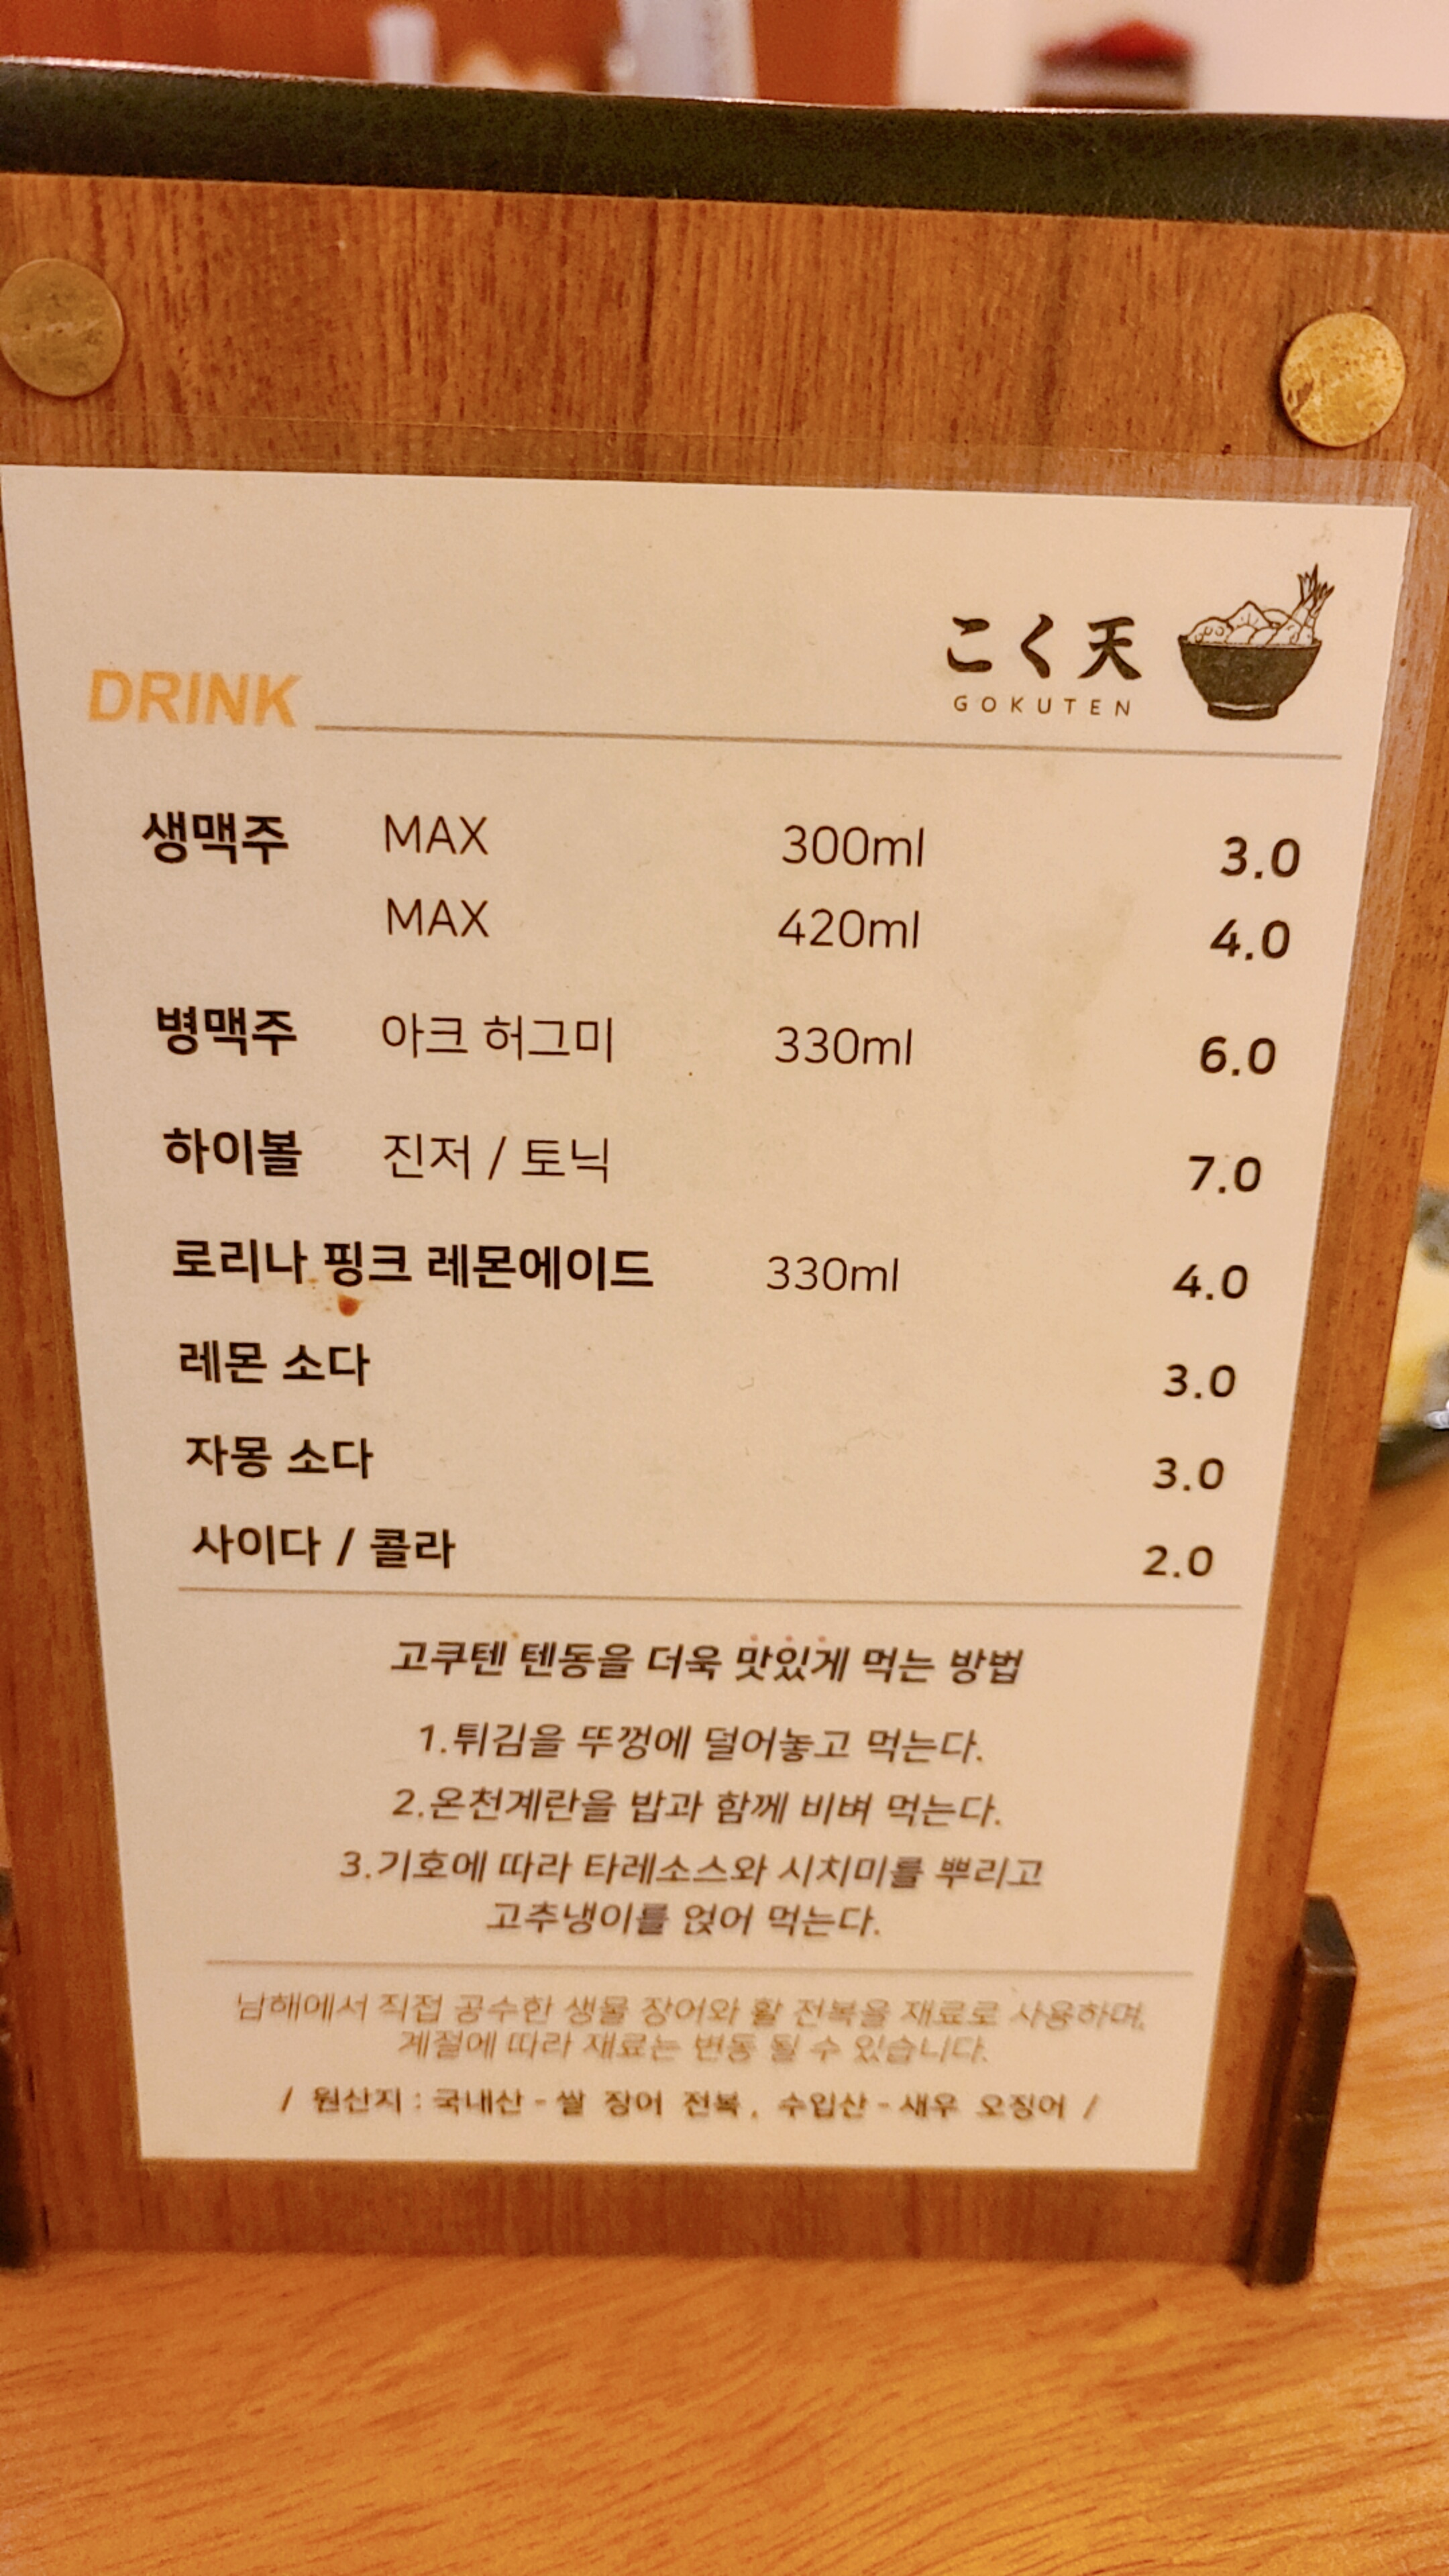 こく天
GOKUTEN
DRINK
생맥주 MAX 300ml 3.0
MAX 420ml 4.0
병맥주 아크 허그미 330ml 6.0
하이볼 진저 / 토닉 7.0
로리나 핑크 레몬에이드 330ml 4.0
레몬 소다 3.0
자몽 소다 3.0
사이다 / 콜라 2.0
고쿠텐 텐동을 더욱 맛있게 먹는 방법
1.튀김을 뚜껑에 덜어놓고 먹는다.
2.온천계란을 밥과 함께 비벼 먹는다.
3.기호에 따라 타레소스와 시치미를 뿌리고
고추냉이를 얹어 먹는다.
남해에서 직접 공수한 생물 장어와 활 전복을 재료로 사용하며,
계절에 따라 재료는 변동 될 수 있습니다.
/ 원산지 : 국내산 - 쌀 장어 전복 , 수입산 - 새우 오징어 /